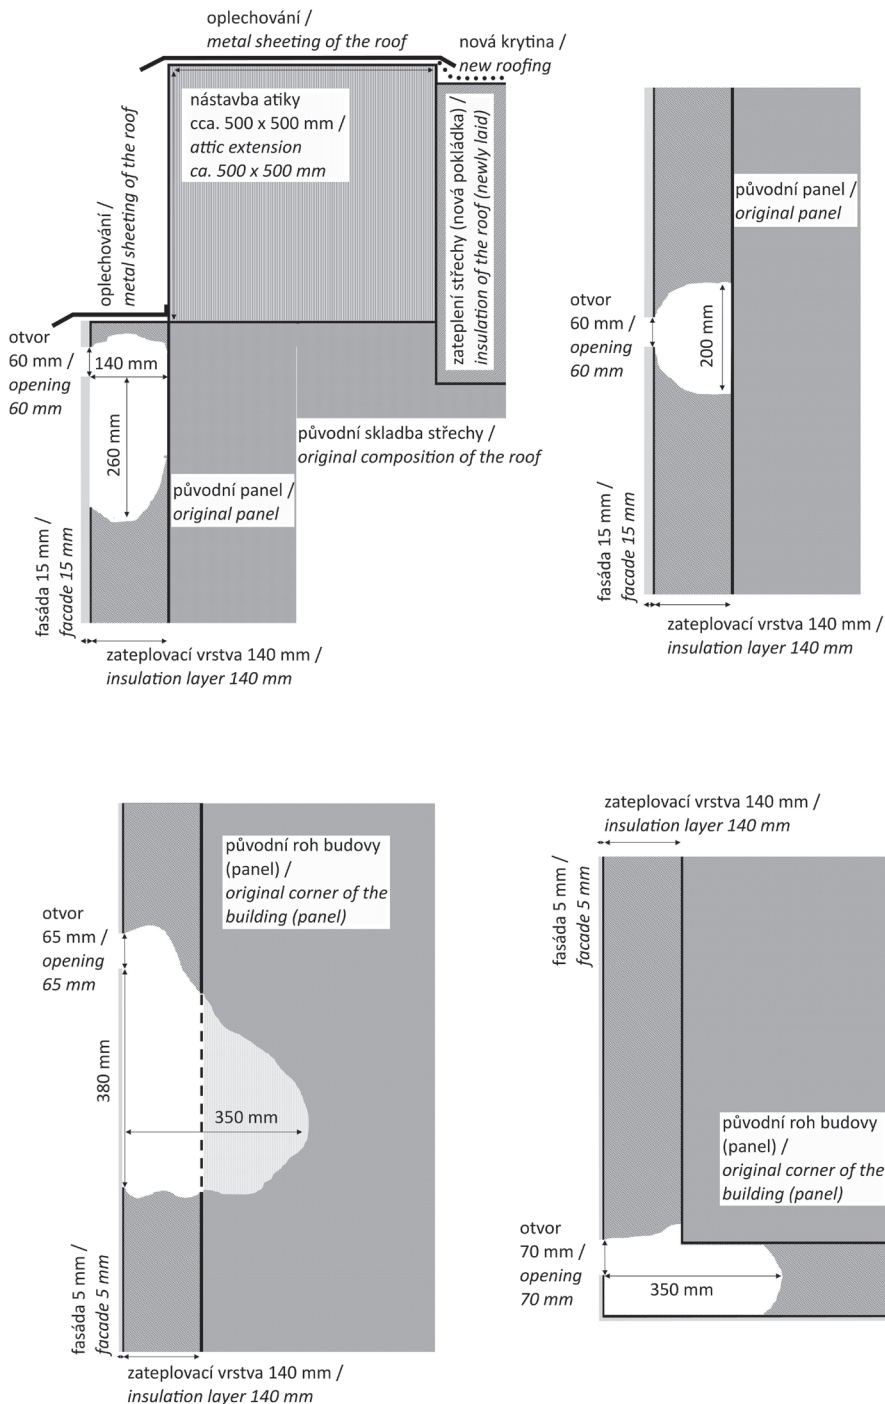 oplechování /
metal sheeting of the roof
nová krytina /
new roofing
nástavba atiky
cca. 500 x 500 mm /
attic extension
ca. 500 x 500 mm
oplechování /
metal sheeting of the roof
zateplení střechy (nová pokládka) /
insulation of the roof (newly laid)
otvor
60 mm /
opening
60 mm
140 mm
260 mm
původní skladba střechy /
original composition of the roof
původní panel /
original panel
fasáda 15 mm /
facade 15 mm
zateplovací vrstva 140 mm /
insulation layer 140 mm
původní panel /
original panel
otvor
60 mm /
opening
60 mm
200 mm
fasáda 15 mm /
facade 15 mm
zateplovací vrstva 140 mm /
insulation layer 140 mm
původní roh budovy
(panel) /
original corner of the
building (panel)
otvor
65 mm /
opening
65 mm
380 mm
350 mm
fasáda 5 mm /
facade 5 mm
zateplovací vrstva 140 mm /
insulation layer 140 mm
zateplovací vrstva 140 mm /
insulation layer 140 mm
fasáda 5 mm /
facade 5 mm
původní roh budovy
(panel) /
original corner of the
building (panel)
otvor
70 mm /
opening
70 mm
350 mm